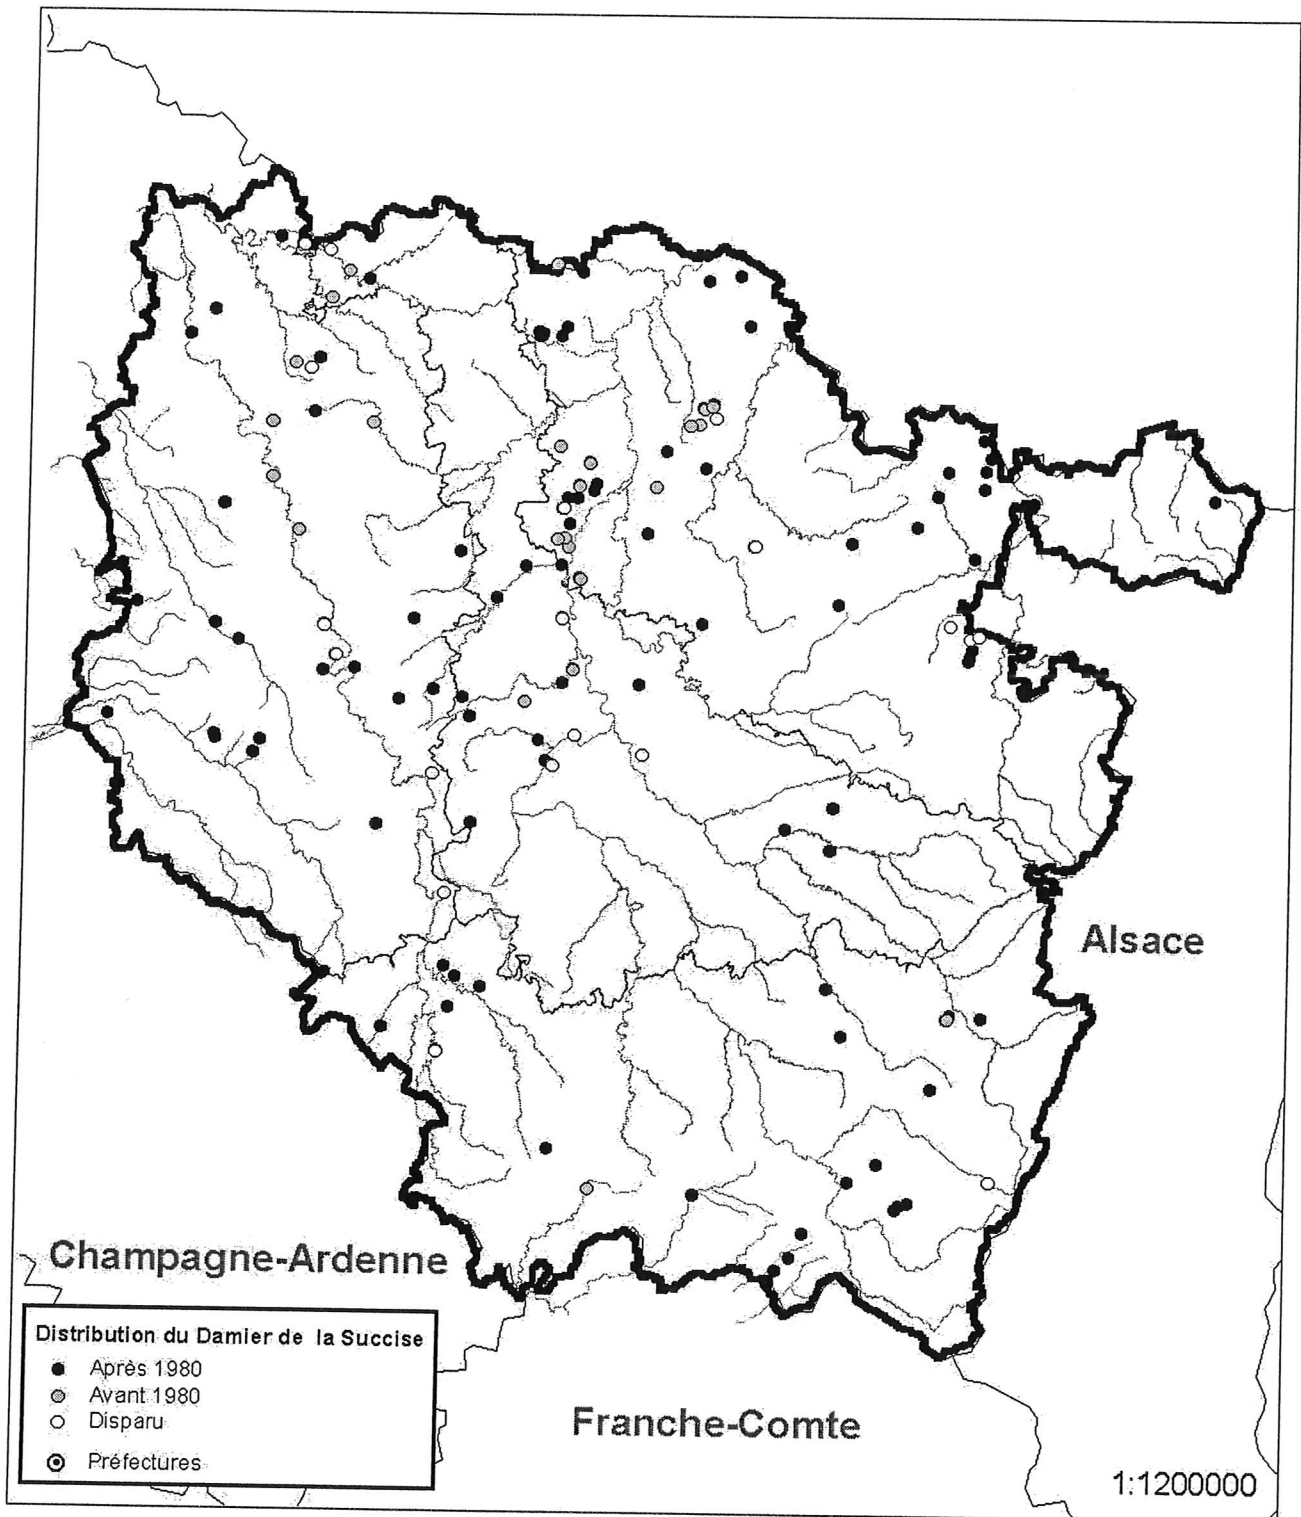 Alsace
Champagne-Ardenne
Distribution du Damier de la Succise
Après 1980
Avant 1980
Disparu
Préfectures
Franche-Comte
1:1200000